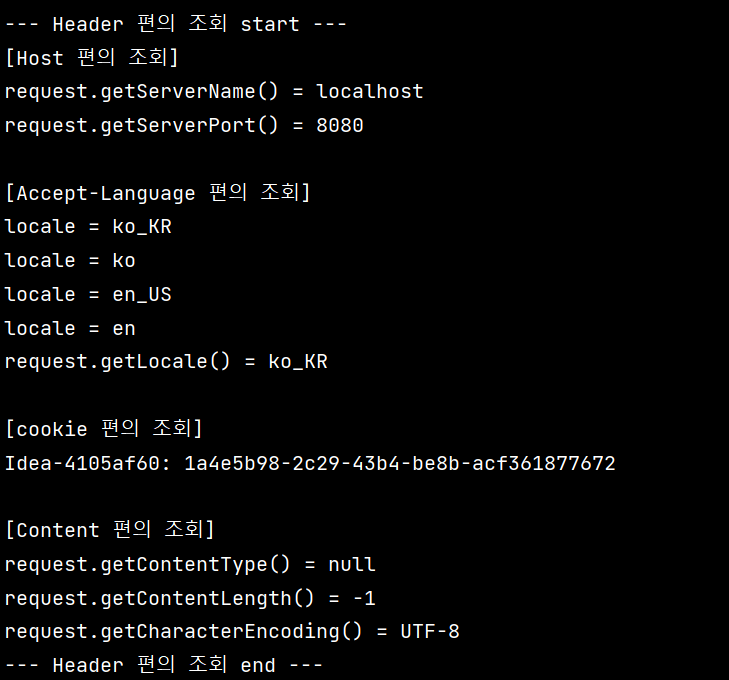 --- Header 편의 조회 start ---
[Host 편의 조회]
request.getServerName() = localhost
request.getServerPort() = 8080
[Accept-Language 편의 조회]
locale = ko_KR
locale = ko
locale = en_US
locale = en
request.getLocale() = ko_KR
[cookie 편의 조회]
Idea-4105af60: 1a4e5b98-2c29-43b4-be8b-acf361877672
[Content 편의 조회]
request.getContentType() = null
request.getContentLength() = -1
request.getCharacterEncoding() = UTF-8
--- Header 편의 조회 end ---